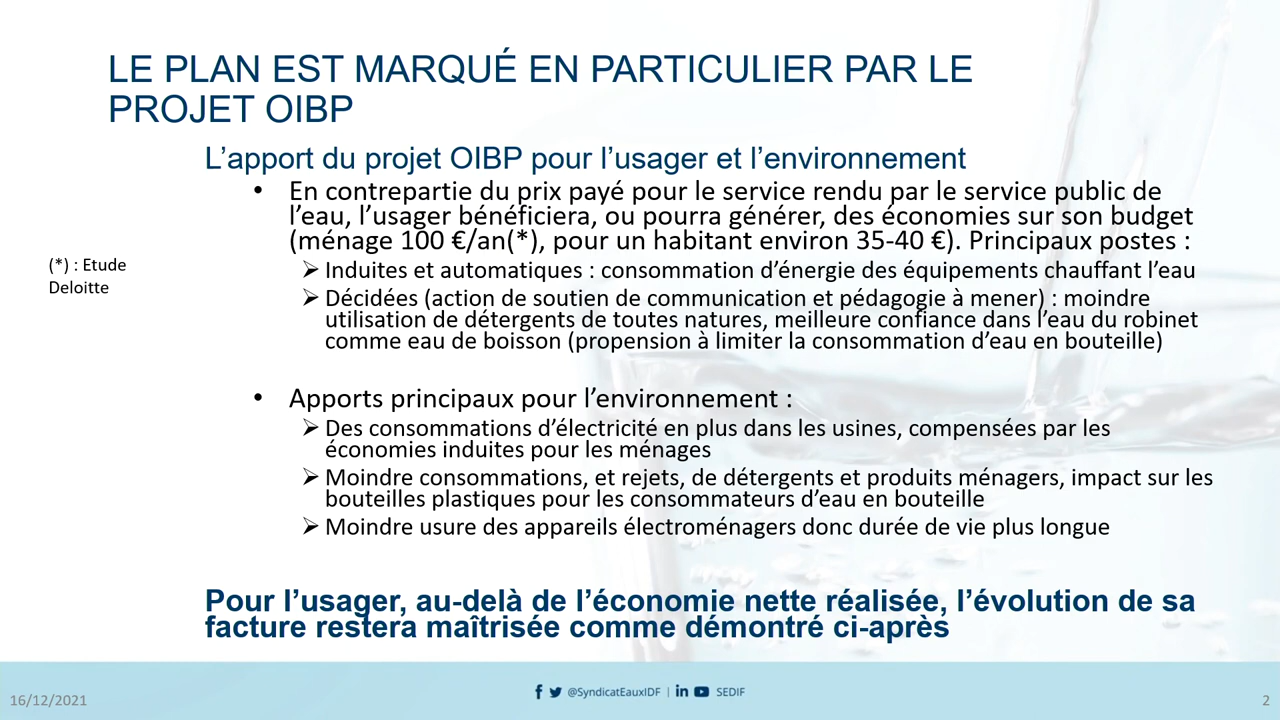 LE PLAN EST MARQUÉ EN PARTICULIER PAR LE
PROJET OIBP
L’apport du projet OIBP pour l’usager et l’environnement
• En contrepartie du prix payé pour le service rendu par le service public de
l’eau, l’usager bénéficiera, ou pourra générer, des économies sur son budget
(ménage 100 €/an(*), pour un habitant environ 35-40 €). Principaux postes :
(*) : Etude
Deloitte
➢ Induites et automatiques : consommation d’énergie des équipements chauffant l’eau
➢ Décidées (action de soutien de communication et pédagogie à mener) : moindre
utilisation de détergents de toutes natures, meilleure confiance dans l’eau du robinet
comme eau de boisson (propension à limiter la consommation d’eau en bouteille)
• Apports principaux pour l’environnement :
➢ Des consommations d’électricité en plus dans les usines, compensées par les
économies induites pour les ménages
➢ Moindre consommations, et rejets, de détergents et produits ménagers, impact sur les
bouteilles plastiques pour les consommateurs d’eau en bouteille
➢ Moindre usure des appareils électroménagers donc durée de vie plus longue
Pour l’usager, au-delà de l’économie nette réalisée, l’évolution de sa
facture restera maîtrisée comme démontré ci-après
16/12/2021
@SyndicatEauxIDF | SEDIF
2